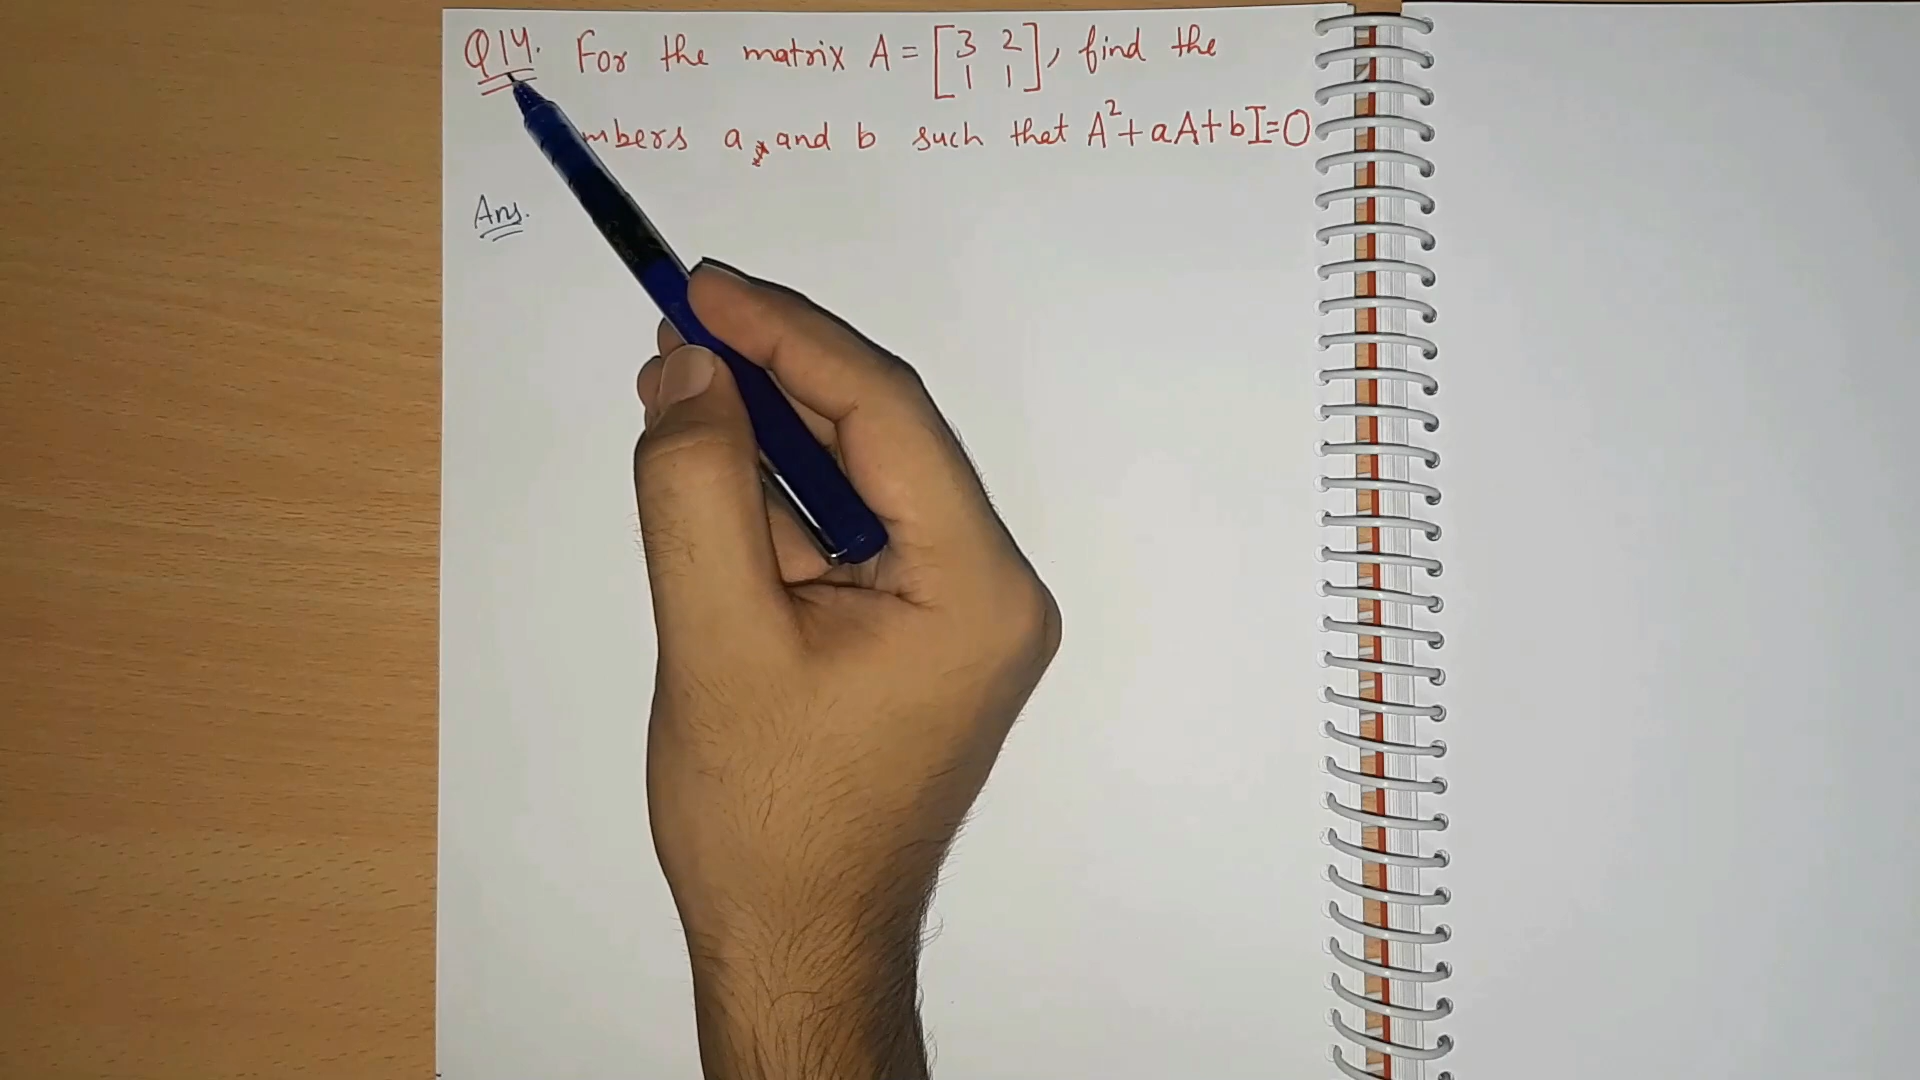 Q14. For the matrix A = [3 2 1 1], find the
mbers a and b such that A²+aA+bI=O
Ans.